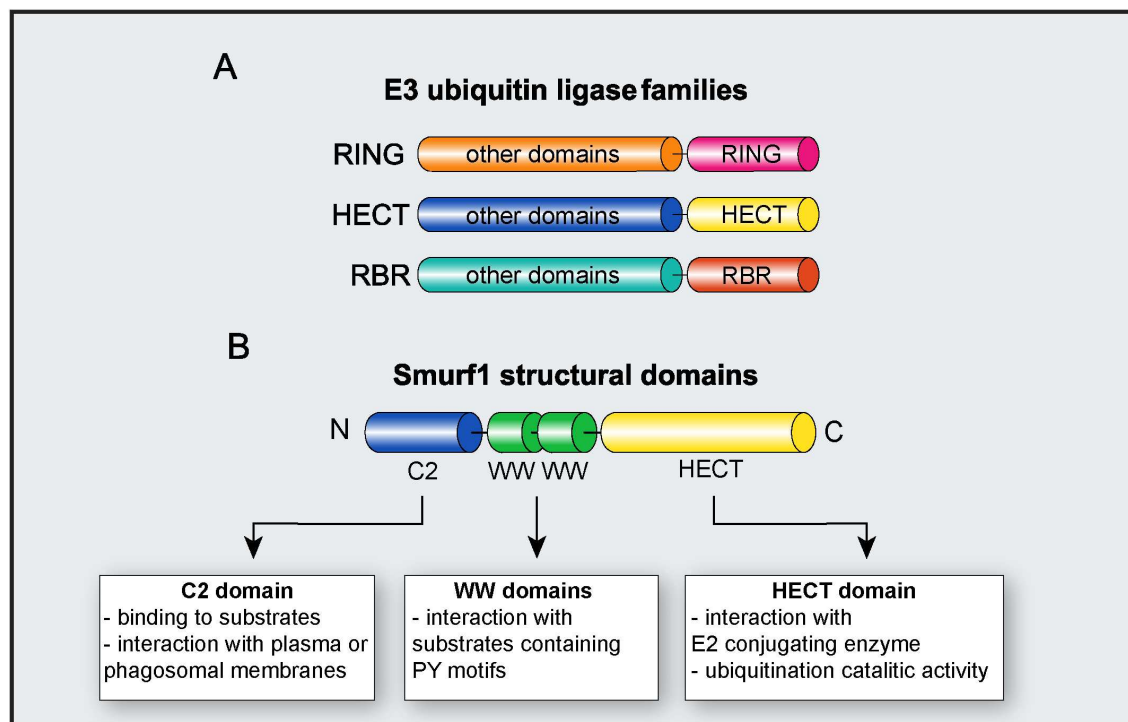 A
E3 ubiquitin ligase families
RING other domains RING
HECT other domains HECT
RBR other domains RBR
B
Smurf1 structural domains
N C
C2 WW WW HECT
C2 domain
- binding to substrates
- interaction with plasma or
phagosomal membranes
WW domains
- interaction with
substrates containing
PY motifs
HECT domain
- interaction with
E2 conjugating enzyme
- ubiquitination catalitic activity